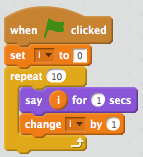 when clicked
set i to 0
repeat 10
say i for 1 secs
change i by 1